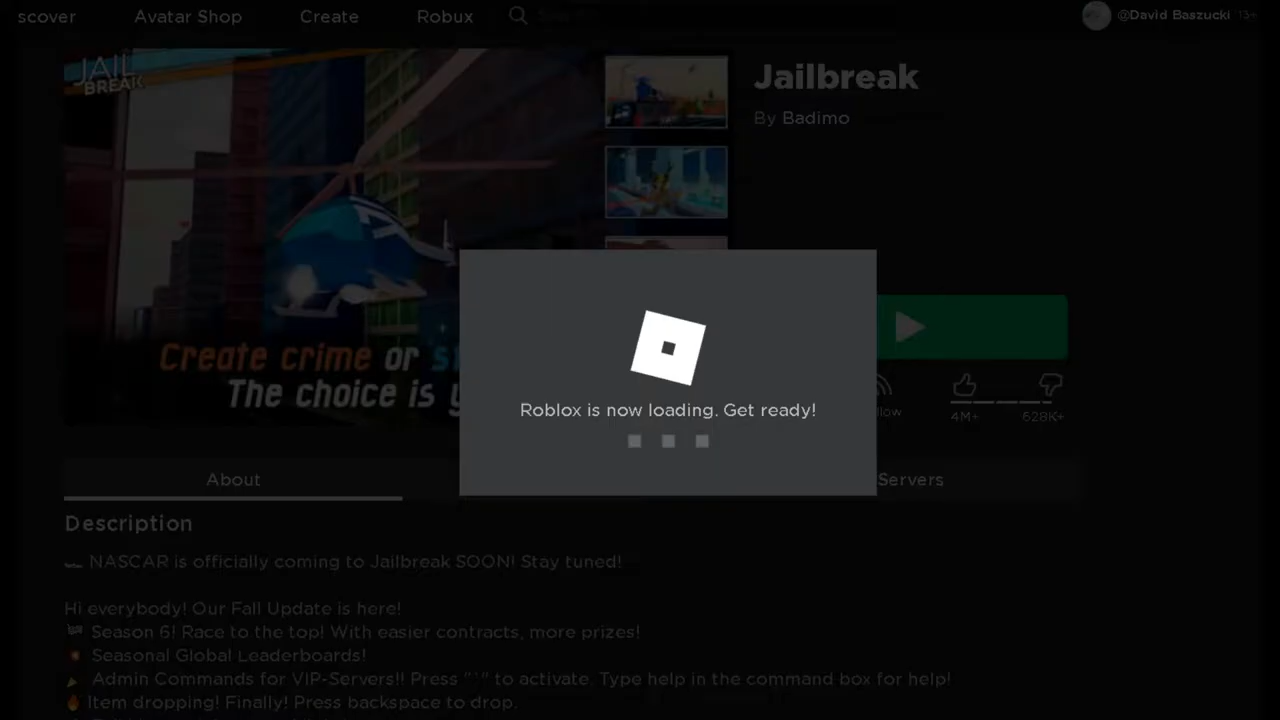 scover Avatar Shop Create Robux @David Baszucki 13+
JAIL
BREAK
Jailbreak
By Badimo
Create crime or
The choice is
Roblox is now loading. Get ready!
4M+ 628K+
About Servers
Description
NASCAR is officially coming to Jailbreak SOON! Stay tuned!
Hi everybody! Our Fall Update is here!
Season 6! Race to the top! With easier contracts, more prizes!
Seasonal Global Leaderboards!
Admin Commands for VIP-Servers!! Press "`" to activate. Type help in the command box for help!
Item dropping! Finally! Press backspace to drop.